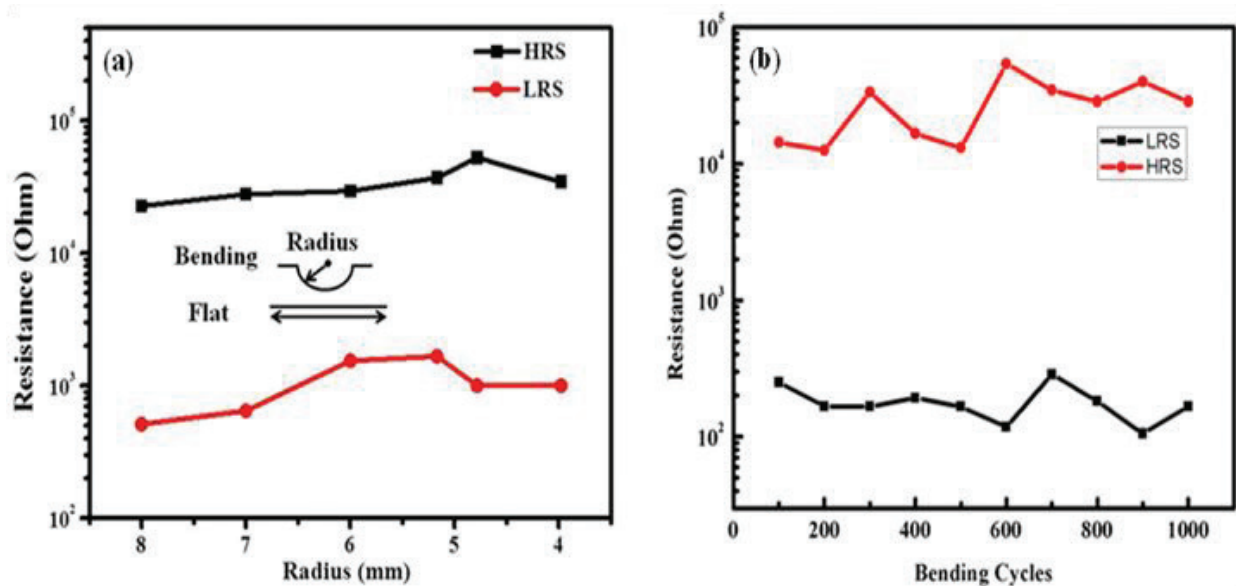 (a)
HRS
LRS
10^5
10^4
10^3
10^2
Resistance (Ohm)
Bending
Radius
Flat
8 7 6 5 4
Radius (mm)
(b)
LRS
HRS
10^5
10^4
10^3
10^2
Resistance (Ohm)
0 200 400 600 800 1000
Bending Cycles